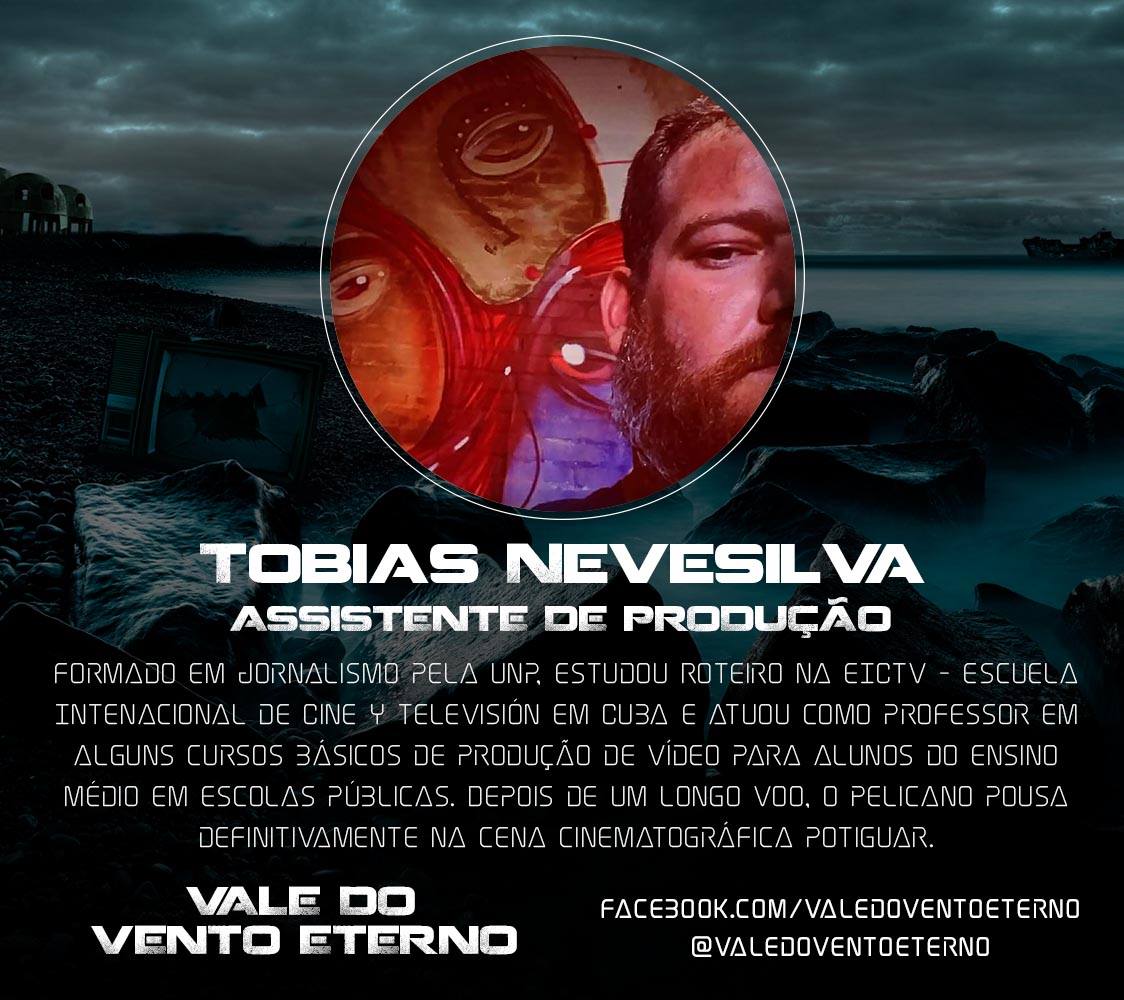 TOBIAS NEVESILVA
ASSISTENTE DE PRODUÇÃO
FORMADO EM JORNALISMO PELA UNP, ESTUDOU ROTEIRO NA EICTV - ESCUELA
INTENACIONAL DE CINE Y TELEVISIÓN EM CUBA E ATUOU COMO PROFESSOR EM
ALGUNS CURSOS BÁSICOS DE PRODUÇÃO DE VÍDEO PARA ALUNOS DO ENSINO
MÉDIO EM ESCOLAS PÚBLICAS. DEPOIS DE UM LONGO VOO, O PELICANO POUSA
DEFINITIVAMENTE NA CENA CINEMATOGRÁFICA POTIGUAR.
VALE DO
VENTO ETERNO
FACEBOOK.COM/VALEDOVENTOETERNO
@VALEDOVENTOETERNO